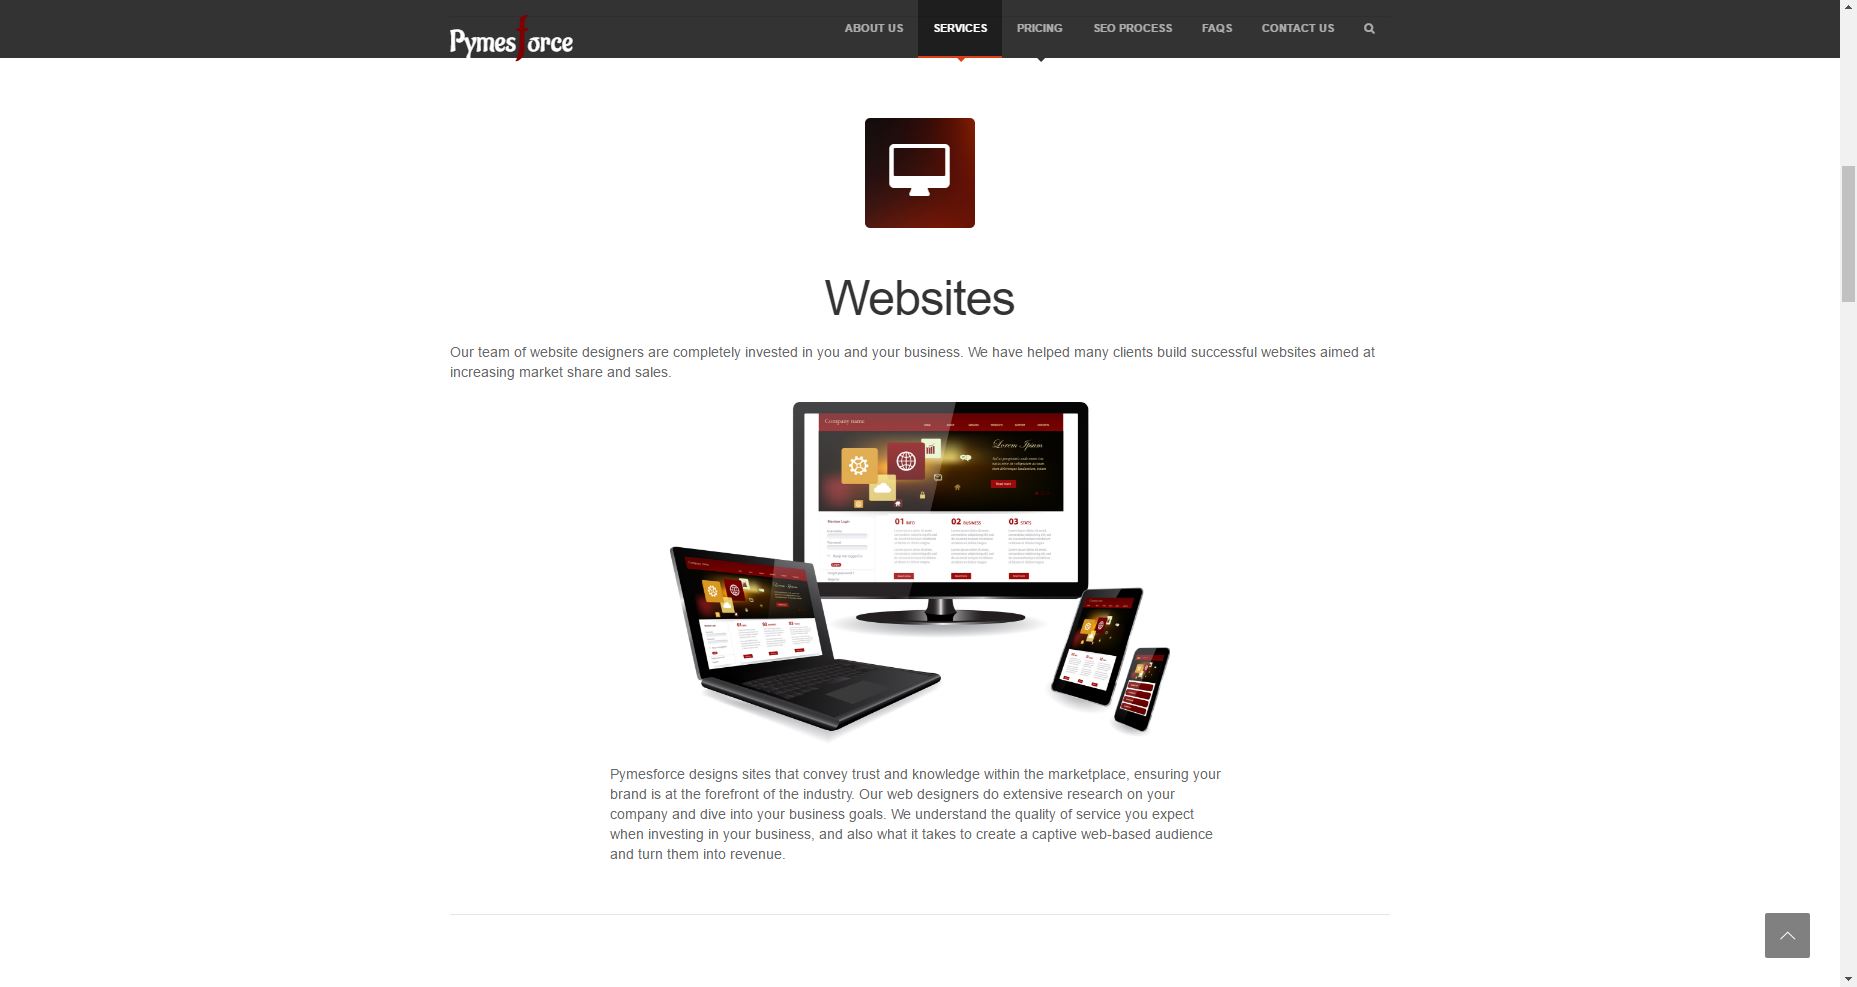 Pymesforce
ABOUT US
SERVICES
PRICING
SEO PROCESS
FAQS
CONTACT US
Websites
Our team of website designers are completely invested in you and your business. We have helped many clients build successful websites aimed at
increasing market share and sales.
Company name
Lorem Ipsum
Read more
Member Login
01 INFO
02 BUSINESS
03 STATS
Pymesforce designs sites that convey trust and knowledge within the marketplace, ensuring your
brand is at the forefront of the industry. Our web designers do extensive research on your
company and dive into your business goals. We understand the quality of service you expect
when investing in your business, and also what it takes to create a captive web-based audience
and turn them into revenue.